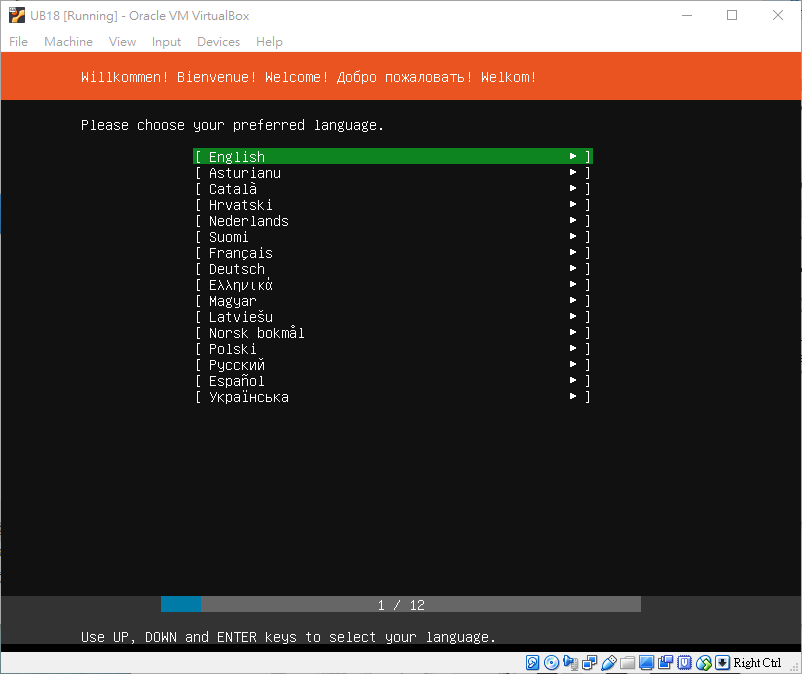 UB18 [Running] - Oracle VM VirtualBox
File Machine View Input Devices Help
Willkommen! Bienvenue! Welcome! Добро пожаловать! Welkom!
Please choose your preferred language.
[ English ► ]
[ Asturianu ► ]
[ Català ► ]
[ Hrvatski ► ]
[ Nederlands ► ]
[ Suomi ► ]
[ Français ► ]
[ Deutsch ► ]
[ Ελληνικά ► ]
[ Magyar ► ]
[ Latviešu ► ]
[ Norsk bokmål ► ]
[ Polski ► ]
[ Русский ► ]
[ Español ► ]
[ Українська ► ]
1 / 12
Use UP, DOWN and ENTER keys to select your language.
Right Ctrl